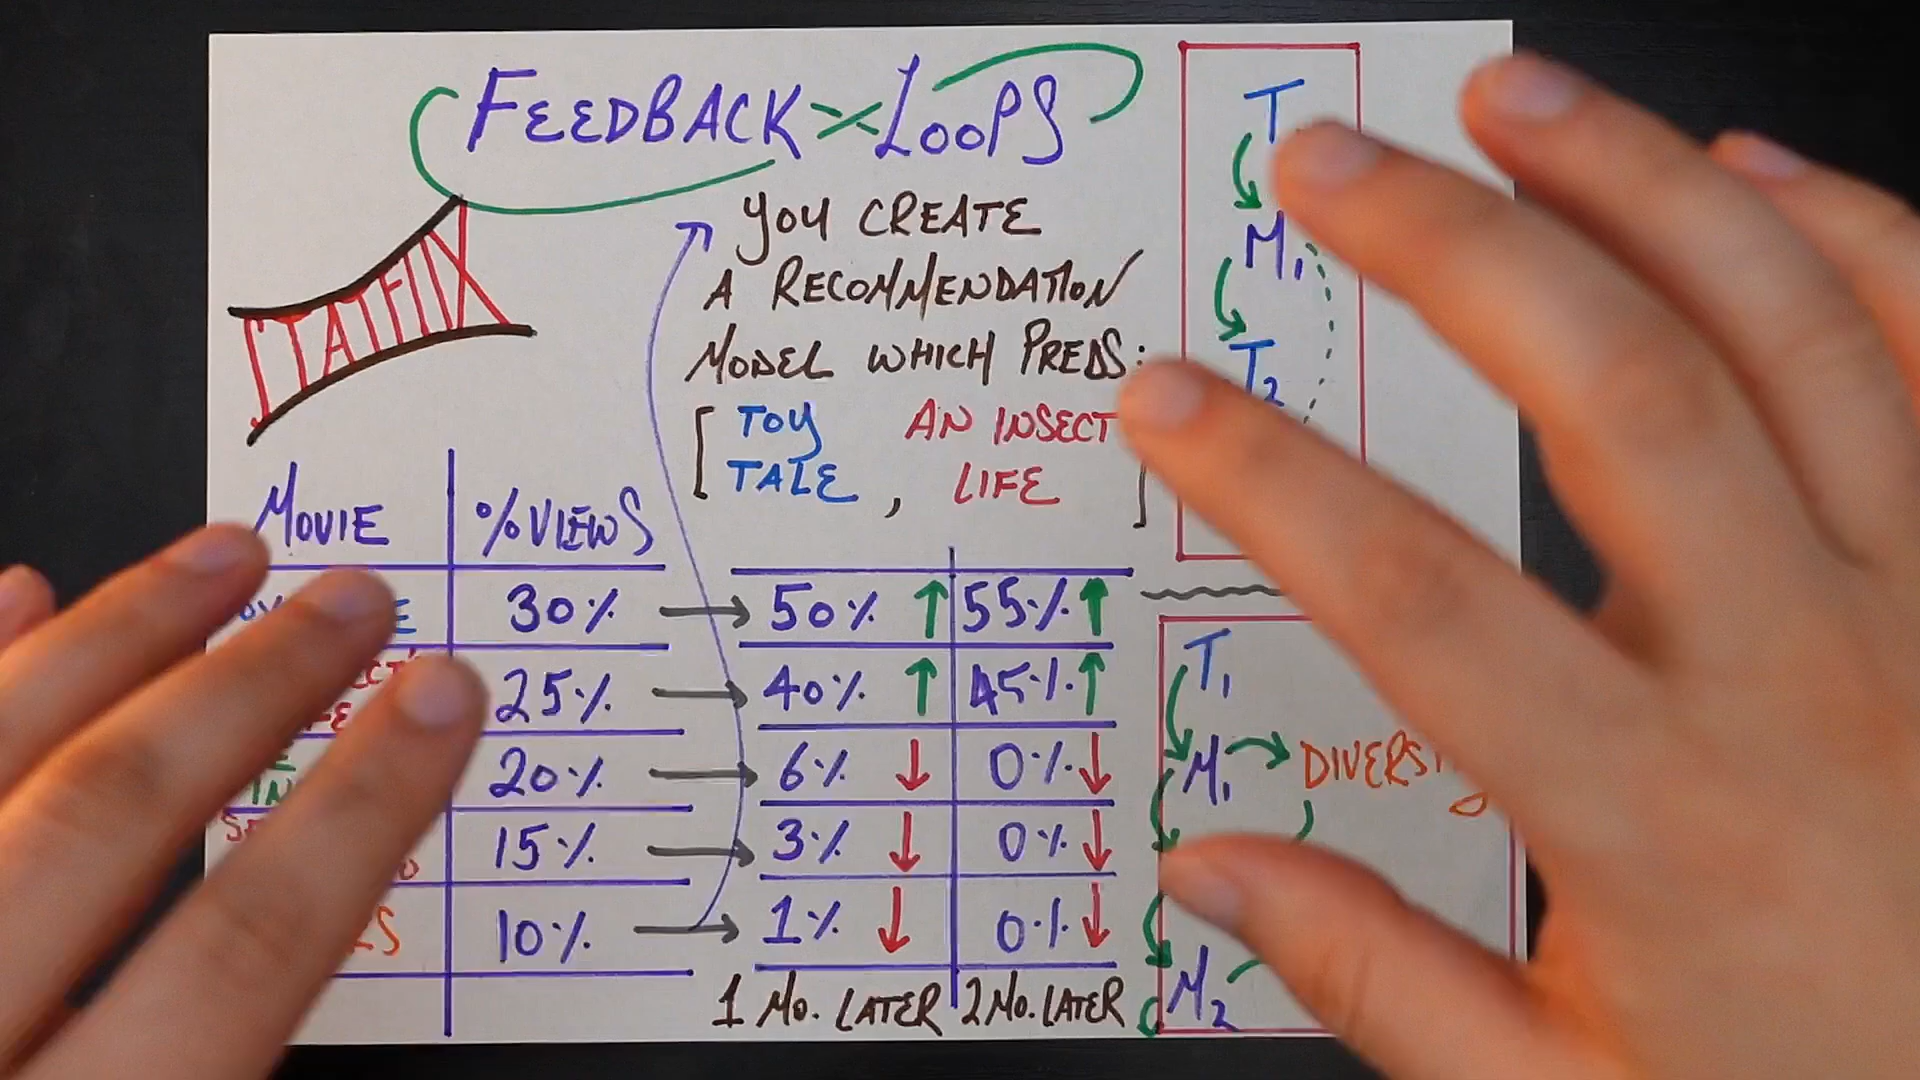 FEEDBACK LOOPS
STATFLIX
YOU CREATE
A RECOMMENDATION
MODEL WHICH PREDS:
[ TOY TALE , AN INSECT LIFE ]
MOVIE %VIEWS
30% → 50% ↑ 55% ↑
25% → 40% ↑ 45% ↑
20% → 6% ↓ 0% ↓
15% → 3% ↓ 0% ↓
10% → 1% ↓ 0% ↓
1 MO. LATER 2 MO. LATER
M1
T2
T1
M1 → 
M2